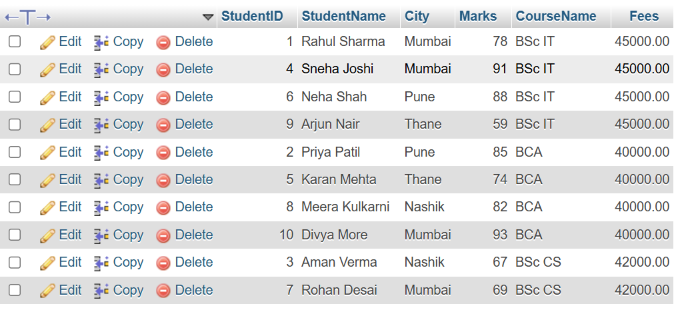 StudentID StudentName City Marks CourseName Fees
Edit Copy Delete 1 Rahul Sharma Mumbai 78 BSc IT 45000.00
Edit Copy Delete 4 Sneha Joshi Mumbai 91 BSc IT 45000.00
Edit Copy Delete 6 Neha Shah Pune 88 BSc IT 45000.00
Edit Copy Delete 9 Arjun Nair Thane 59 BSc IT 45000.00
Edit Copy Delete 2 Priya Patil Pune 85 BCA 40000.00
Edit Copy Delete 5 Karan Mehta Thane 74 BCA 40000.00
Edit Copy Delete 8 Meera Kulkarni Nashik 82 BCA 40000.00
Edit Copy Delete 10 Divya More Mumbai 93 BCA 40000.00
Edit Copy Delete 3 Aman Verma Nashik 67 BSc CS 42000.00
Edit Copy Delete 7 Rohan Desai Mumbai 69 BSc CS 42000.00